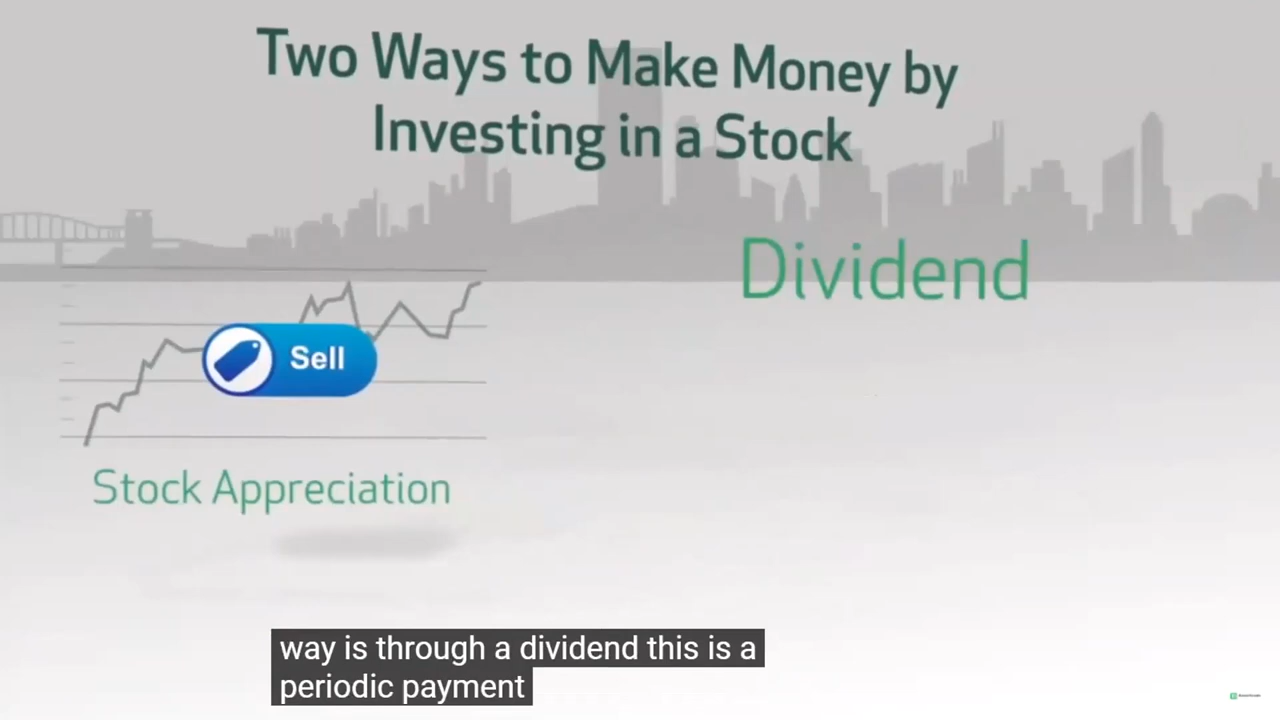 Two Ways to Make Money by
Investing in a Stock
Dividend
Sell
Stock Appreciation
way is through a dividend this is a
periodic payment